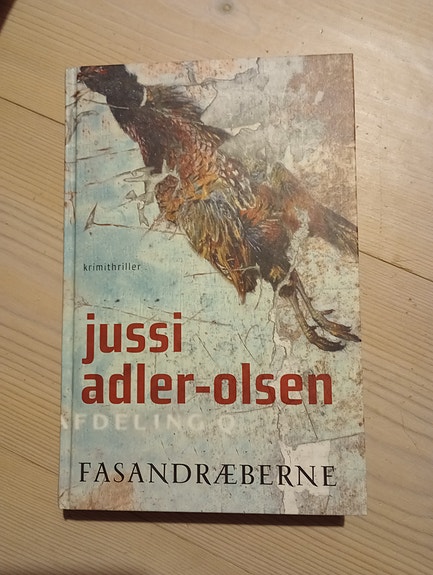 krimithriller
jussi
adler-olsen
AFDELING Q
FASANDRÆBERNE